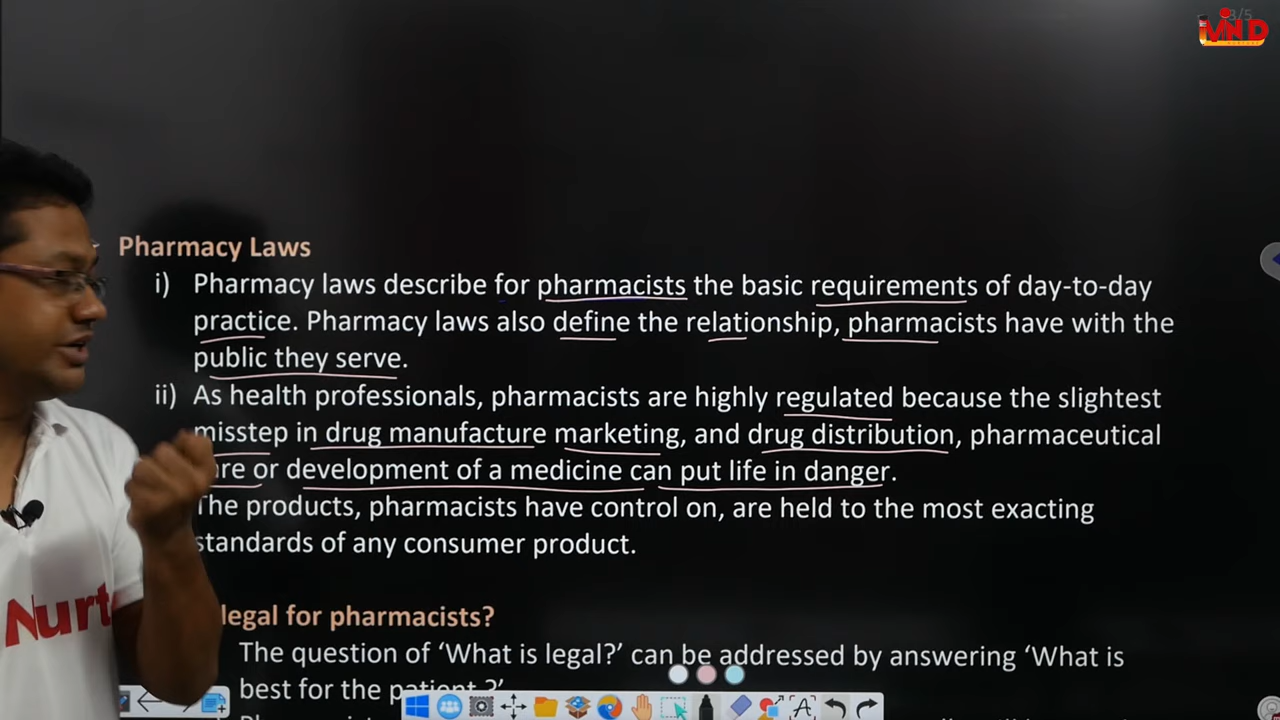 3/5
Pharmacy Laws
i) Pharmacy laws describe for pharmacists the basic requirements of day-to-day
practice. Pharmacy laws also define the relationship, pharmacists have with the
public they serve.
ii) As health professionals, pharmacists are highly regulated because the slightest
misstep in drug manufacture marketing, and drug distribution, pharmaceutical
or development of a medicine can put life in danger.
The products, pharmacists have control on, are held to the most exacting
standards of any consumer product.
legal for pharmacists?
The question of ‘What is legal?’ can be addressed by answering ‘What is
best for the patient ?’
Nurt